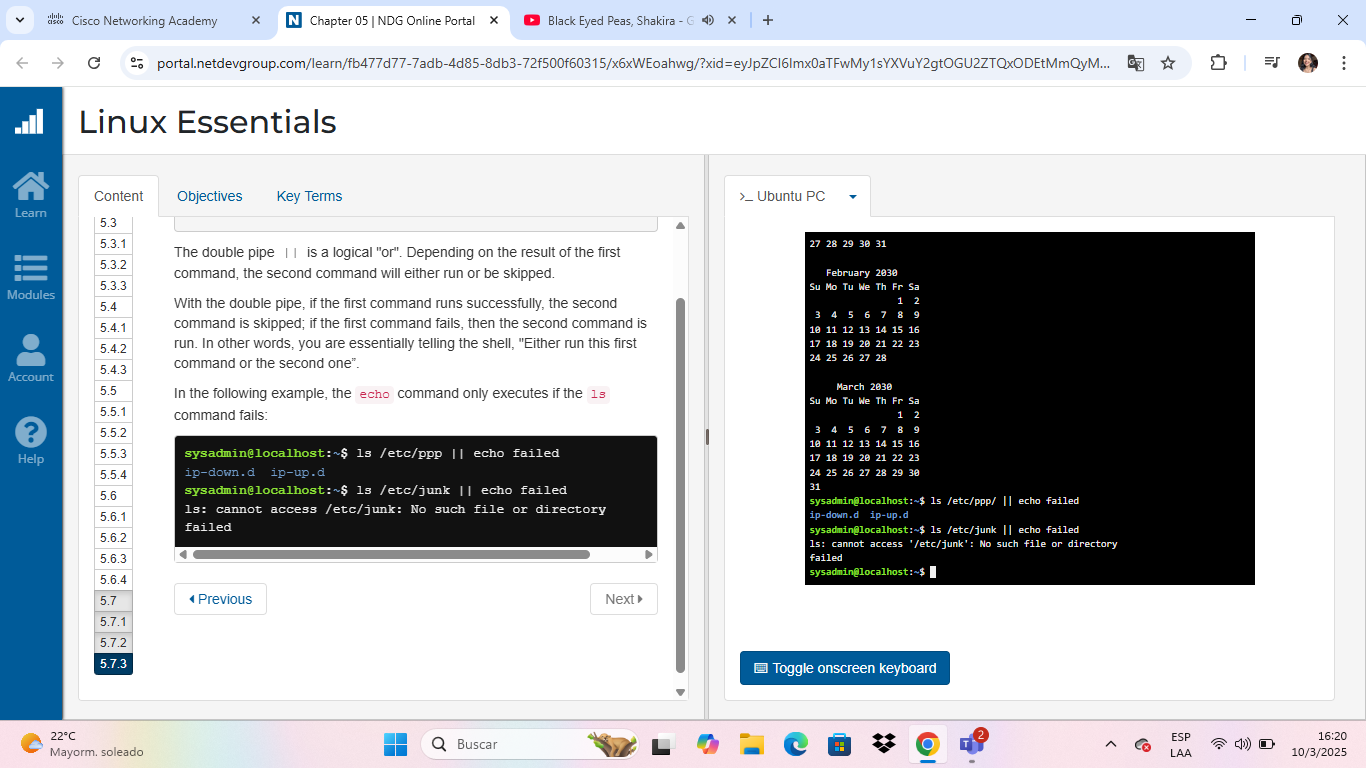 Cisco Networking Academy
Chapter 05 | NDG Online Portal
Black Eyed Peas, Shakira - G
portal.netdevgroup.com/learn/fb477d77-7adb-4d85-8db3-72f500f60315/x6xWEoahwg/?xid=eyJpZCI6Imx0aTFwMy1sYXVuY2gtOGU2ZTQxODEtMmQyM...
Linux Essentials
Learn
Modules
Account
Help
Content Objectives Key Terms
5.3
5.3.1
5.3.2
5.3.3
5.4
5.4.1
5.4.2
5.4.3
5.5
5.5.1
5.5.2
5.5.3
5.5.4
5.6
5.6.1
5.6.2
5.6.3
5.6.4
5.7
5.7.1
5.7.2
5.7.3
The double pipe || is a logical "or". Depending on the result of the first
command, the second command will either run or be skipped.
With the double pipe, if the first command runs successfully, the second
command is skipped; if the first command fails, then the second command is
run. In other words, you are essentially telling the shell, "Either run this first
command or the second one”.
In the following example, the echo command only executes if the ls
command fails:
sysadmin@localhost:~$ ls /etc/ppp || echo failed
ip-down.d ip-up.d
sysadmin@localhost:~$ ls /etc/junk || echo failed
ls: cannot access /etc/junk: No such file or directory
failed
Previous
Next
>_ Ubuntu PC
27 28 29 30 31
February 2030
Su Mo Tu We Th Fr Sa
1 2
3 4 5 6 7 8 9
10 11 12 13 14 15 16
17 18 19 20 21 22 23
24 25 26 27 28
March 2030
Su Mo Tu We Th Fr Sa
1 2
3 4 5 6 7 8 9
10 11 12 13 14 15 16
17 18 19 20 21 22 23
24 25 26 27 28 29 30
31
sysadmin@localhost:~$ ls /etc/ppp/ || echo failed
ip-down.d ip-up.d
sysadmin@localhost:~$ ls /etc/junk || echo failed
ls: cannot access '/etc/junk': No such file or directory
failed
sysadmin@localhost:~$
Toggle onscreen keyboard
22°C
Mayorm. soleado
Buscar
2
ESP
LAA
16:20
10/3/2025